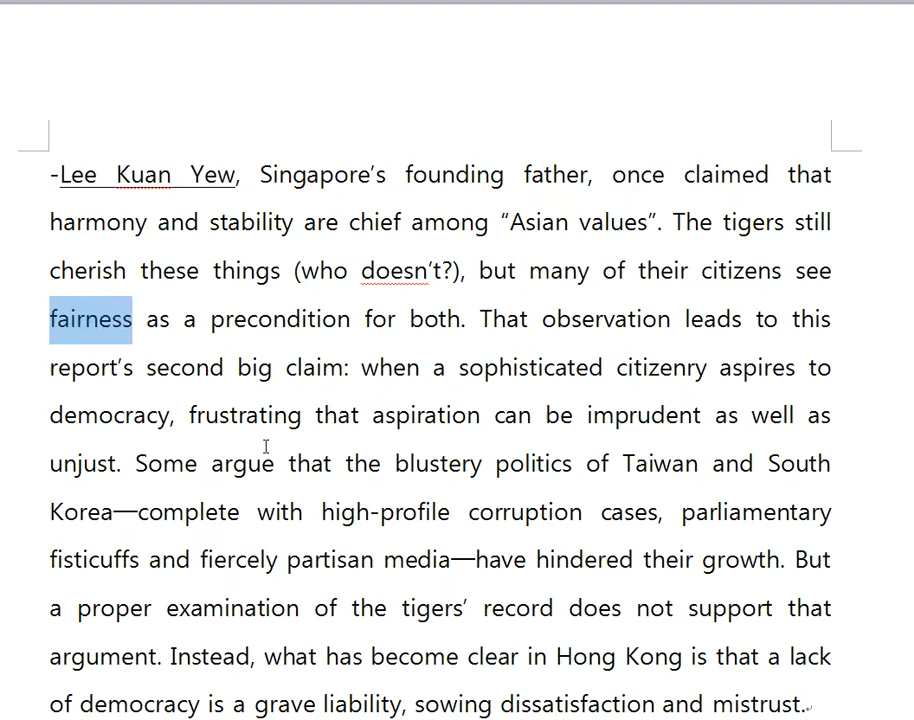 -Lee Kuan Yew, Singapore’s founding father, once claimed that
harmony and stability are chief among “Asian values”. The tigers still
cherish these things (who doesn’t?), but many of their citizens see
fairness as a precondition for both. That observation leads to this
report’s second big claim: when a sophisticated citizenry aspires to
democracy, frustrating that aspiration can be imprudent as well as
unjust. Some argue that the blustery politics of Taiwan and South
Korea—complete with high-profile corruption cases, parliamentary
fisticuffs and fiercely partisan media—have hindered their growth. But
a proper examination of the tigers’ record does not support that
argument. Instead, what has become clear in Hong Kong is that a lack
of democracy is a grave liability, sowing dissatisfaction and mistrust.